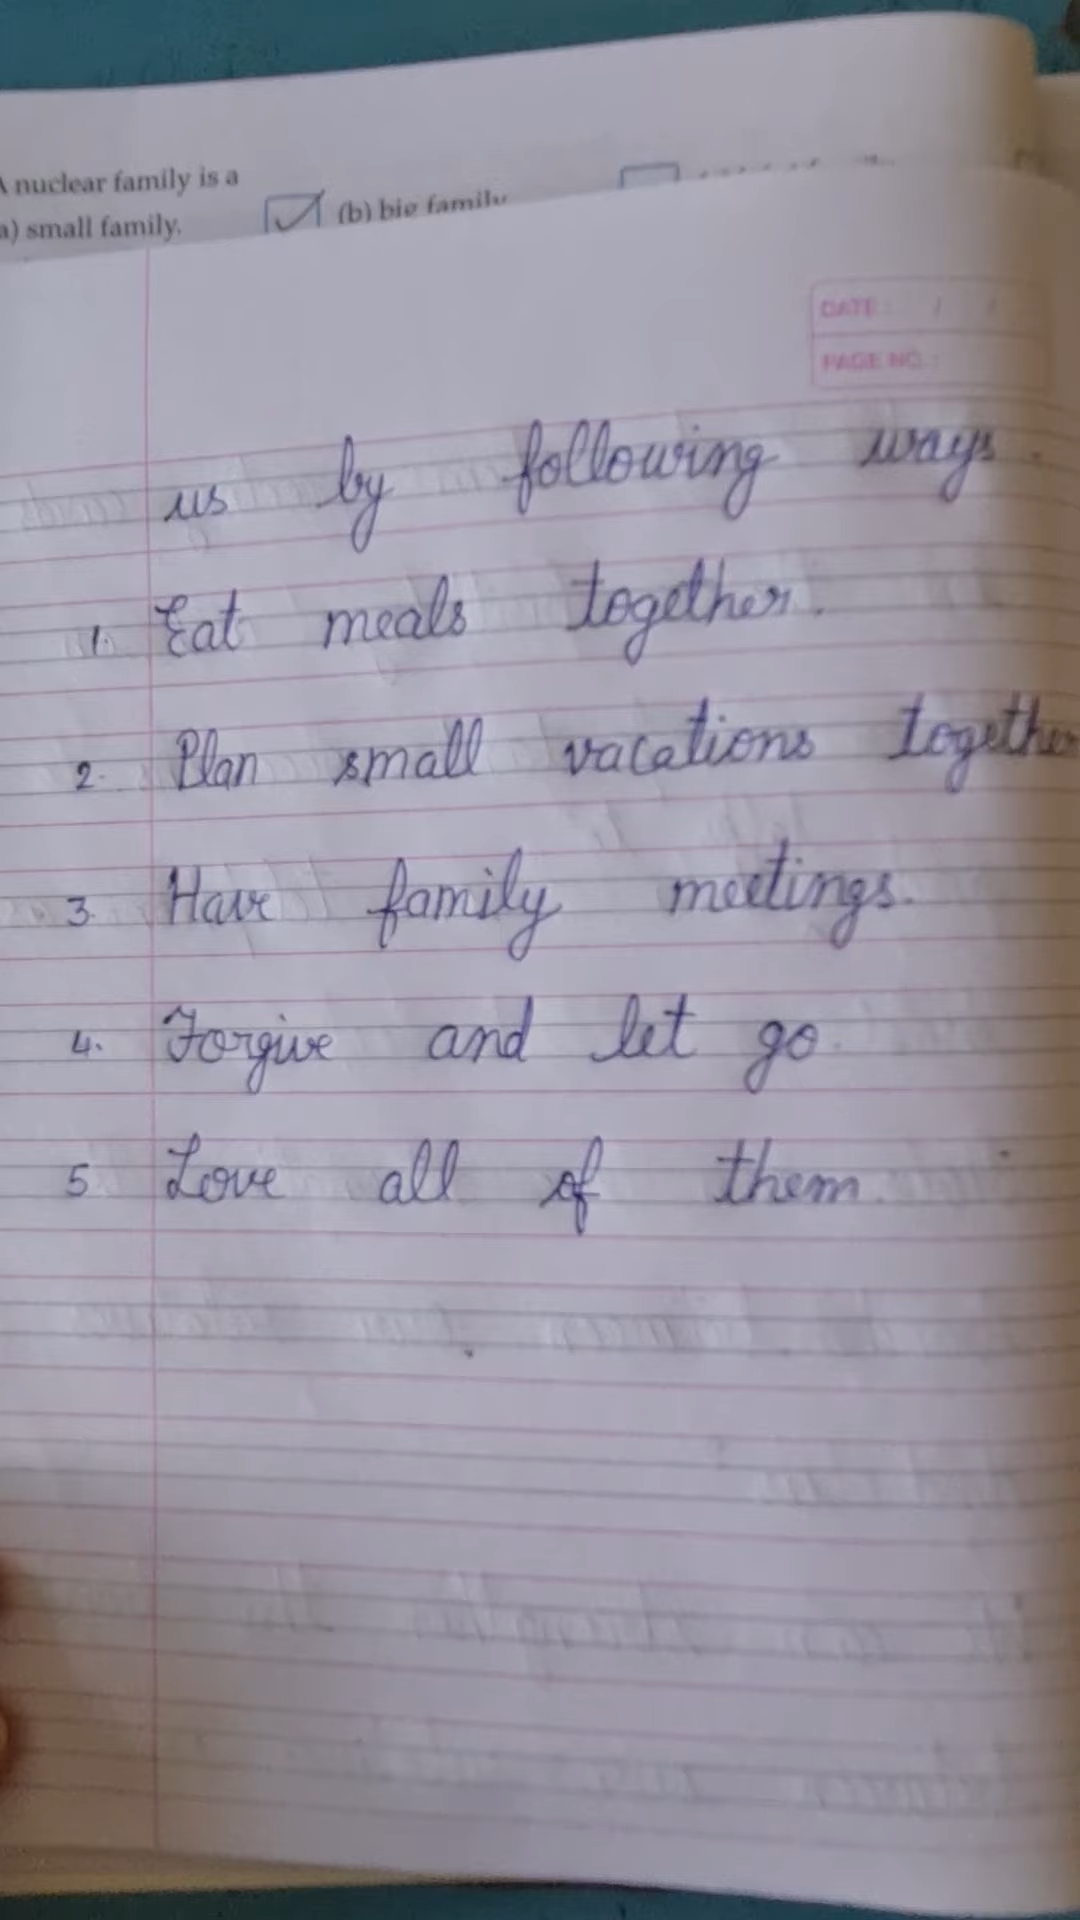 A nuclear family is a
a) small family. (b) big family
DATE: / /
PAGE NO.:
us by following ways.
1. Eat meals together.
2. Plan small vacations together
3. Have family meetings.
4. Forgive and let go.
5. Love all of them.